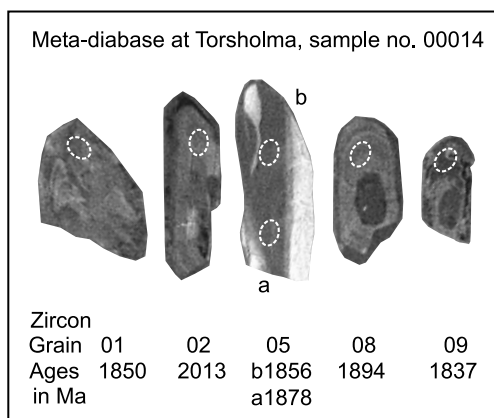 Meta-diabase at Torsholma, sample no. 00014
b
a
Zircon
Grain 01 02 05 08 09
Ages 1850 2013 b1856 1894 1837
in Ma a1878